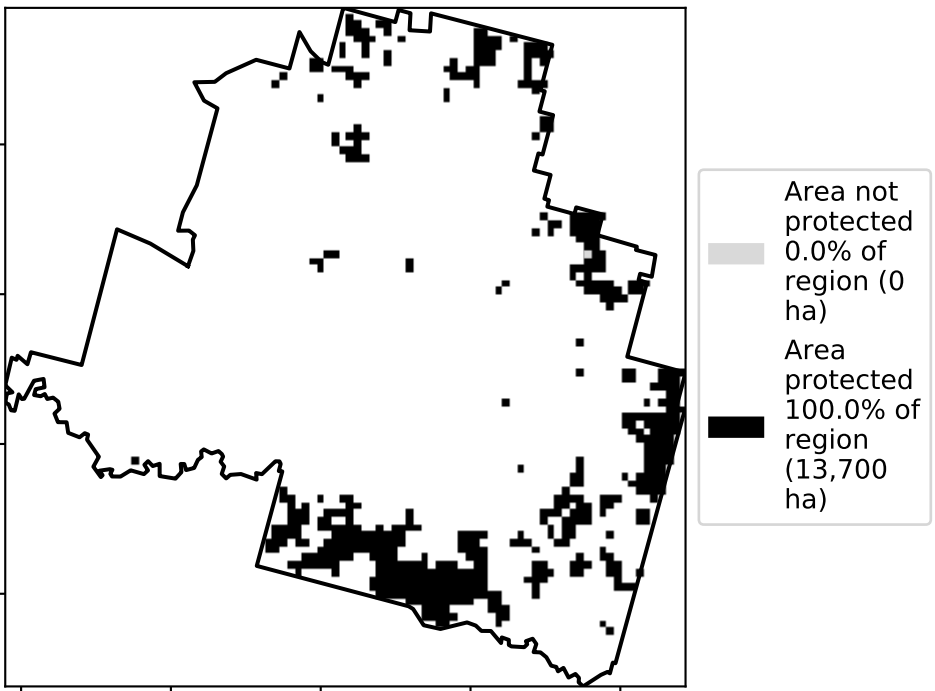 Area not
protected
0.0% of
region (0
ha)
Area
protected
100.0% of
region
(13,700
ha)